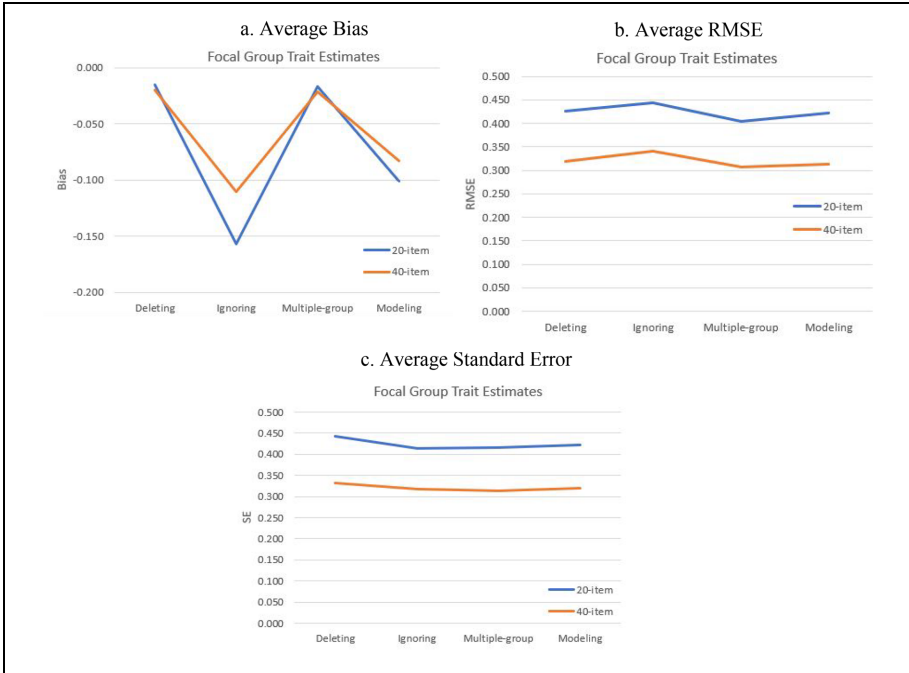 a. Average Bias
Focal Group Trait Estimates
0.000
-0.050
-0.100
-0.150
-0.200
Bias
20-item
40-item
Deleting Ignoring Multiple-group Modeling
b. Average RMSE
Focal Group Trait Estimates
0.500
0.450
0.400
0.350
0.300
0.250
0.200
0.150
0.100
0.050
0.000
RMSE
20-item
40-item
Deleting Ignoring Multiple-group Modeling
c. Average Standard Error
Focal Group Trait Estimates
0.500
0.450
0.400
0.350
0.300
0.250
0.200
0.150
0.100
0.050
0.000
SE
20-item
40-item
Deleting Ignoring Multiple-group Modeling